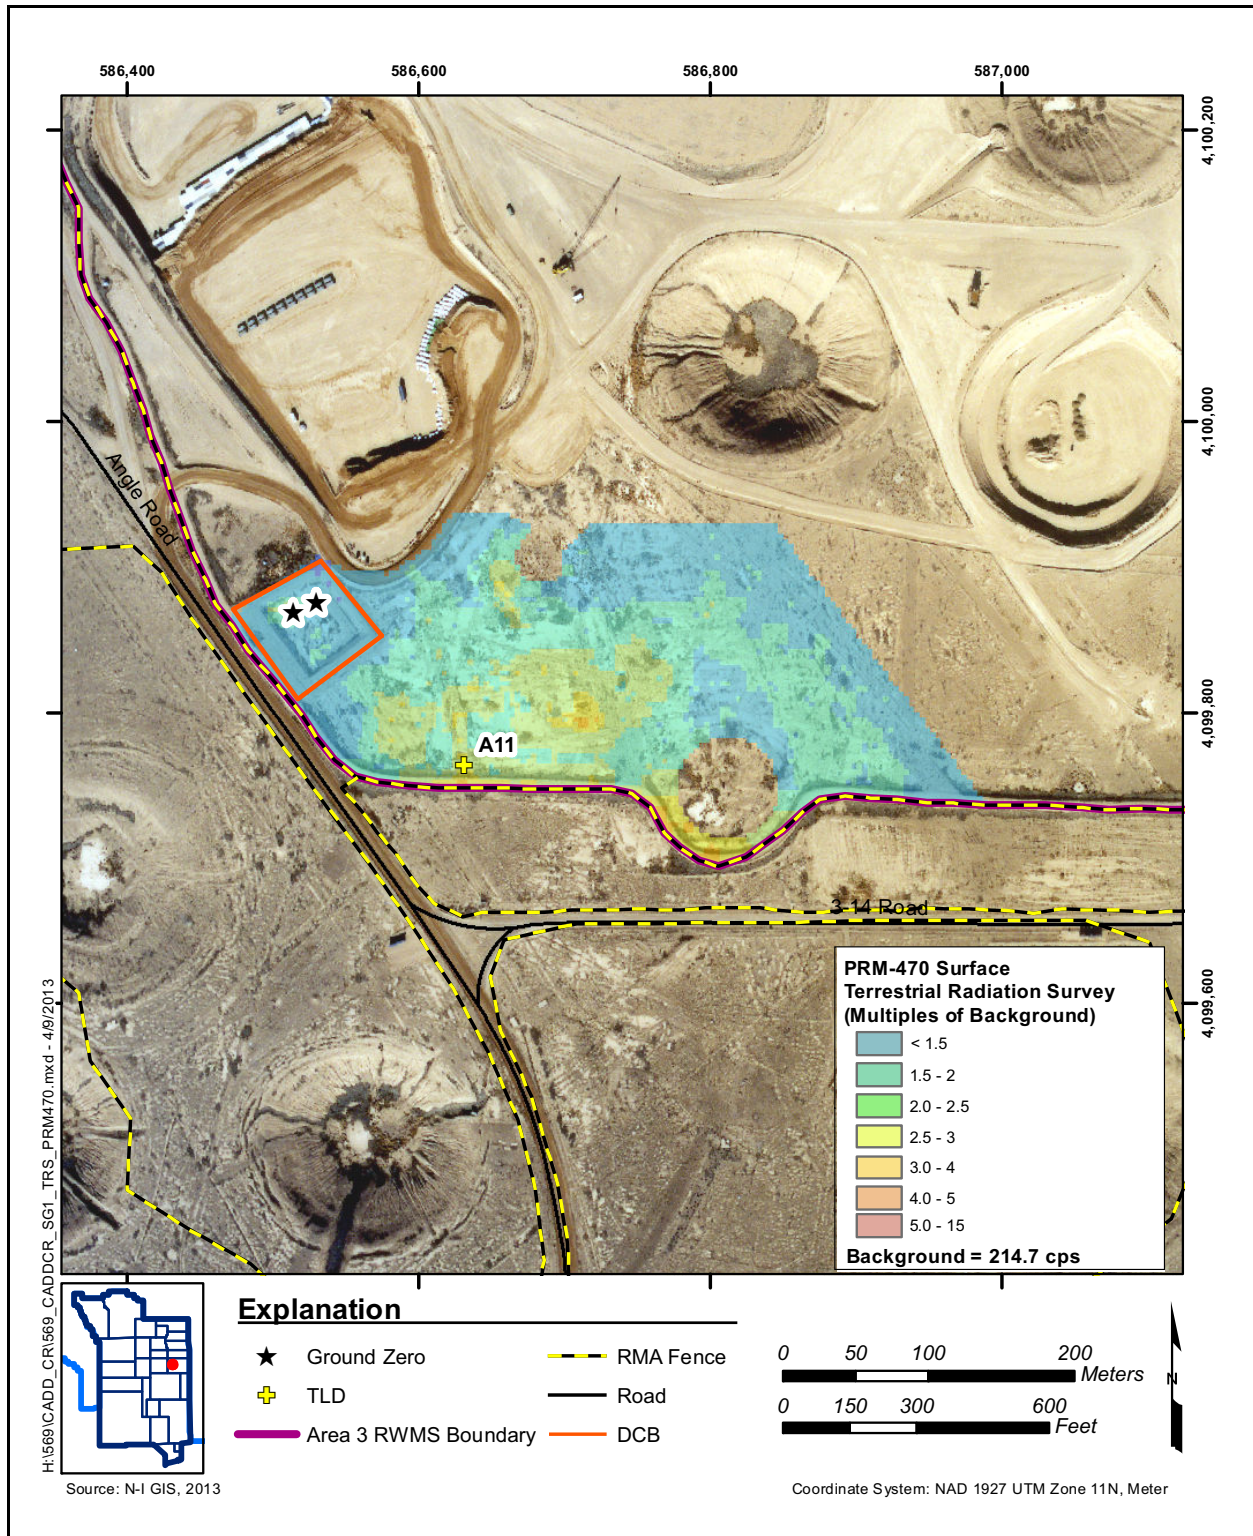 586,400
586,600
586,800
587,000
4,100,200
4,100,000
4,099,800
4,099,600
Angle Road
A11
3-14 Road
PRM-470 Surface
Terrestrial Radiation Survey
(Multiples of Background)
< 1.5
1.5 - 2
2.0 - 2.5
2.5 - 3
3.0 - 4
4.0 - 5
5.0 - 15
Background = 214.7 cps
H:\569\CADD_CR\569_CADDCR_SG1_TRS_PRM470.mxd - 4/9/2013
Explanation
Ground Zero
TLD
Area 3 RWMS Boundary
RMA Fence
Road
DCB
0 50 100 200
Meters
0 150 300 600
Feet
N
Source: N-I GIS, 2013
Coordinate System: NAD 1927 UTM Zone 11N, Meter